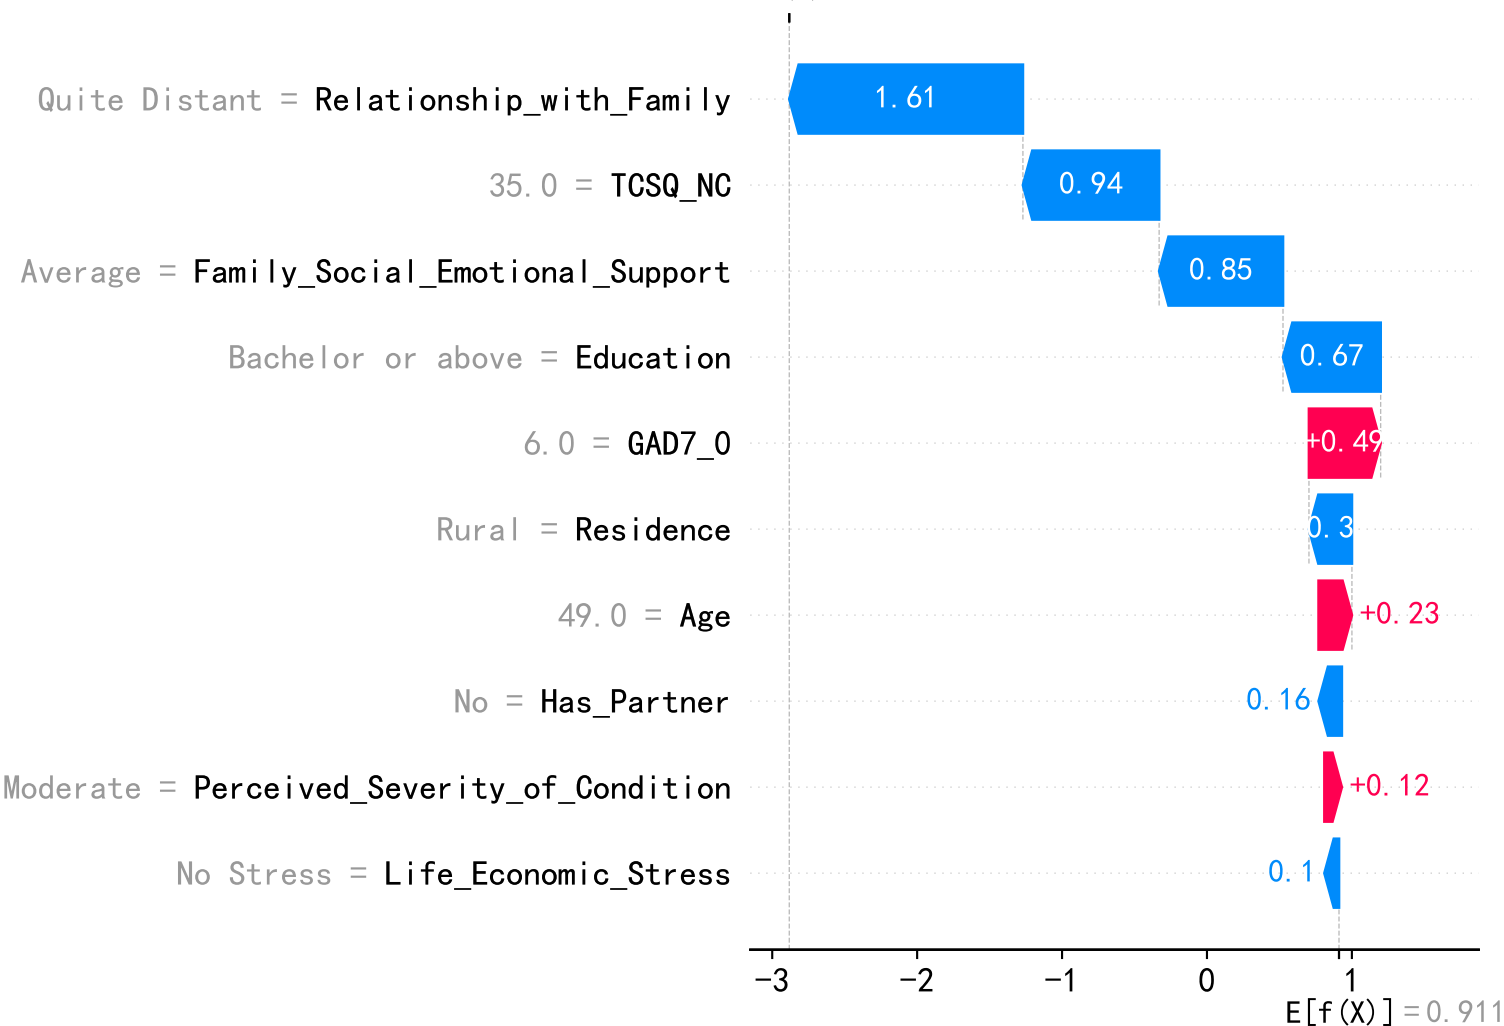 Quite Distant = Relationship_with_Family
1.61
35.0 = TCSQ_NC
0.94
Average = Family_Social_Emotional_Support
0.85
Bachelor or above = Education
0.67
6.0 = GAD7_0
+0.49
Rural = Residence
0.3
49.0 = Age
+0.23
No = Has_Partner
0.16
Moderate = Perceived_Severity_of_Condition
+0.12
No Stress = Life_Economic_Stress
0.1
−3 −2 −1 0 1
E[f(X)] = 0.911